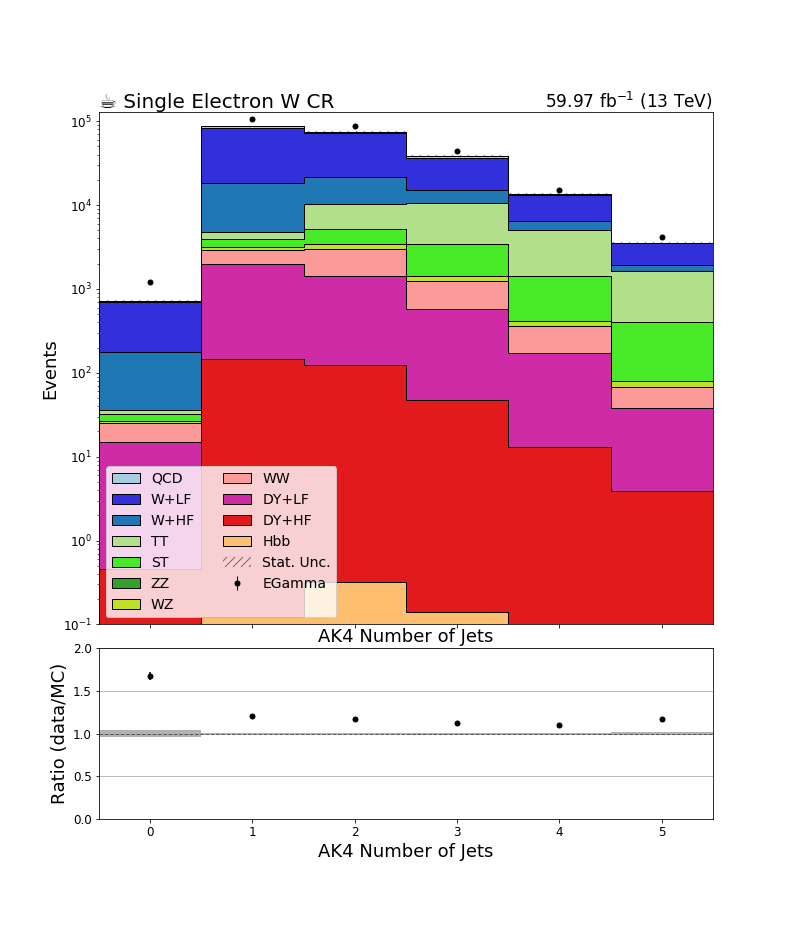 ☕ Single Electron W CR
59.97 fb⁻¹ (13 TeV)
Events
10⁵
10⁴
10³
10²
10¹
10⁰
10⁻¹
QCD
W+LF
W+HF
TT
ST
ZZ
WZ
WW
DY+LF
DY+HF
Hbb
Stat. Unc.
EGamma
AK4 Number of Jets
Ratio (data/MC)
2.0
1.5
1.0
0.5
0.0
0 1 2 3 4 5
AK4 Number of Jets